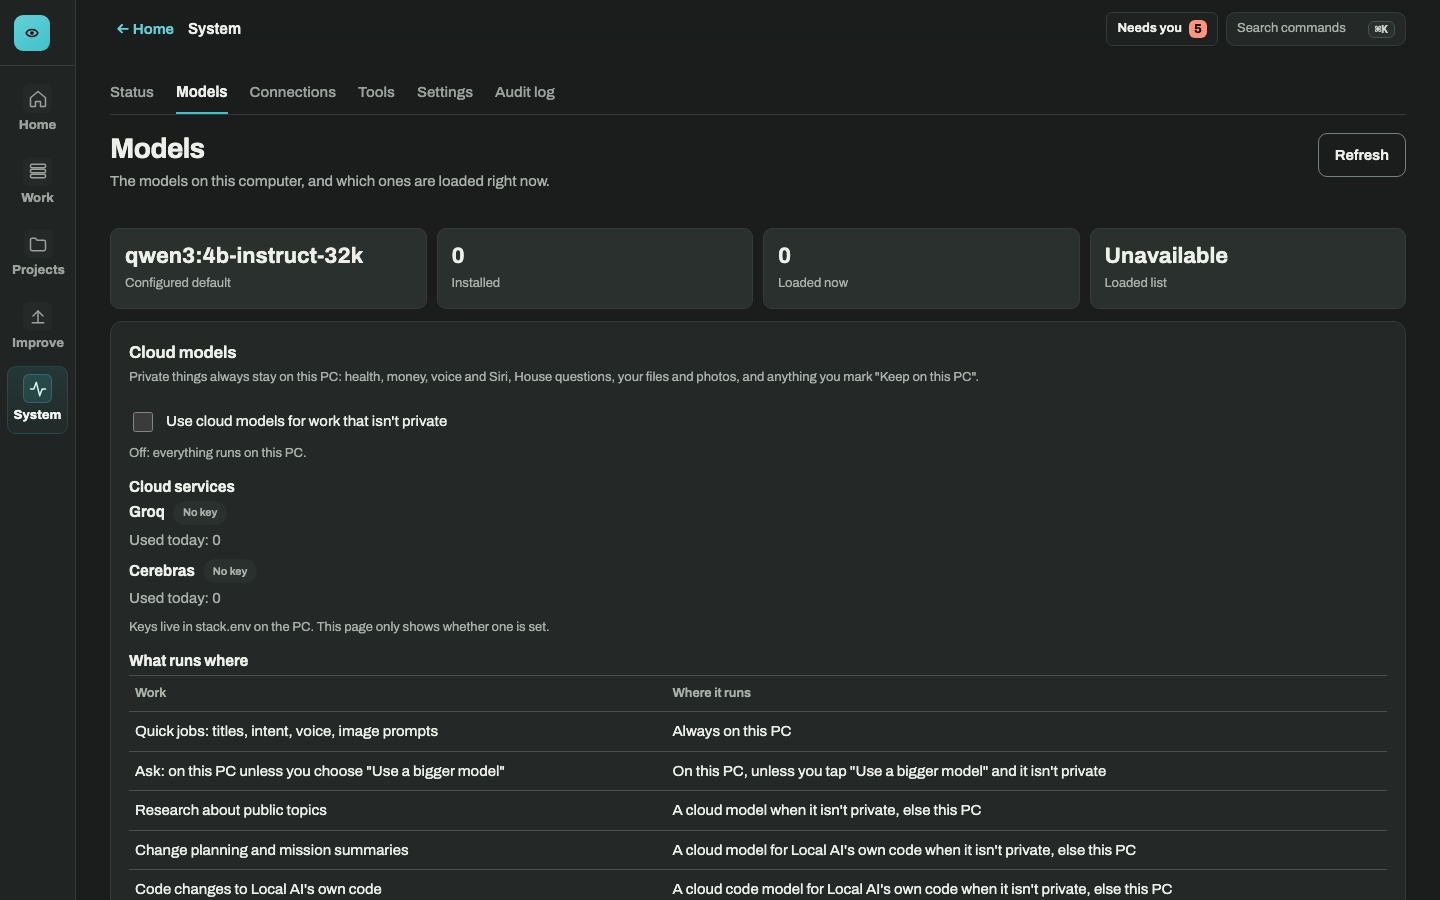 ← Home System
Needs you 5
Search commands ⌘K
Home
Work
Projects
Improve
System
Status Models Connections Tools Settings Audit log
Models
The models on this computer, and which ones are loaded right now.
Refresh
qwen3:4b-instruct-32k
Configured default
0
Installed
0
Loaded now
Unavailable
Loaded list
Cloud models
Private things always stay on this PC: health, money, voice and Siri, House questions, your files and photos, and anything you mark "Keep on this PC".
Use cloud models for work that isn't private
Off: everything runs on this PC.
Cloud services
Groq No key
Used today: 0
Cerebras No key
Used today: 0
Keys live in stack.env on the PC. This page only shows whether one is set.
What runs where
Work Where it runs
Quick jobs: titles, intent, voice, image prompts Always on this PC
Ask: on this PC unless you choose "Use a bigger model" On this PC, unless you tap "Use a bigger model" and it isn't private
Research about public topics A cloud model when it isn't private, else this PC
Change planning and mission summaries A cloud model for Local AI's own code when it isn't private, else this PC
Code changes to Local AI's own code A cloud code model for Local AI's own code when it isn't private, else this PC